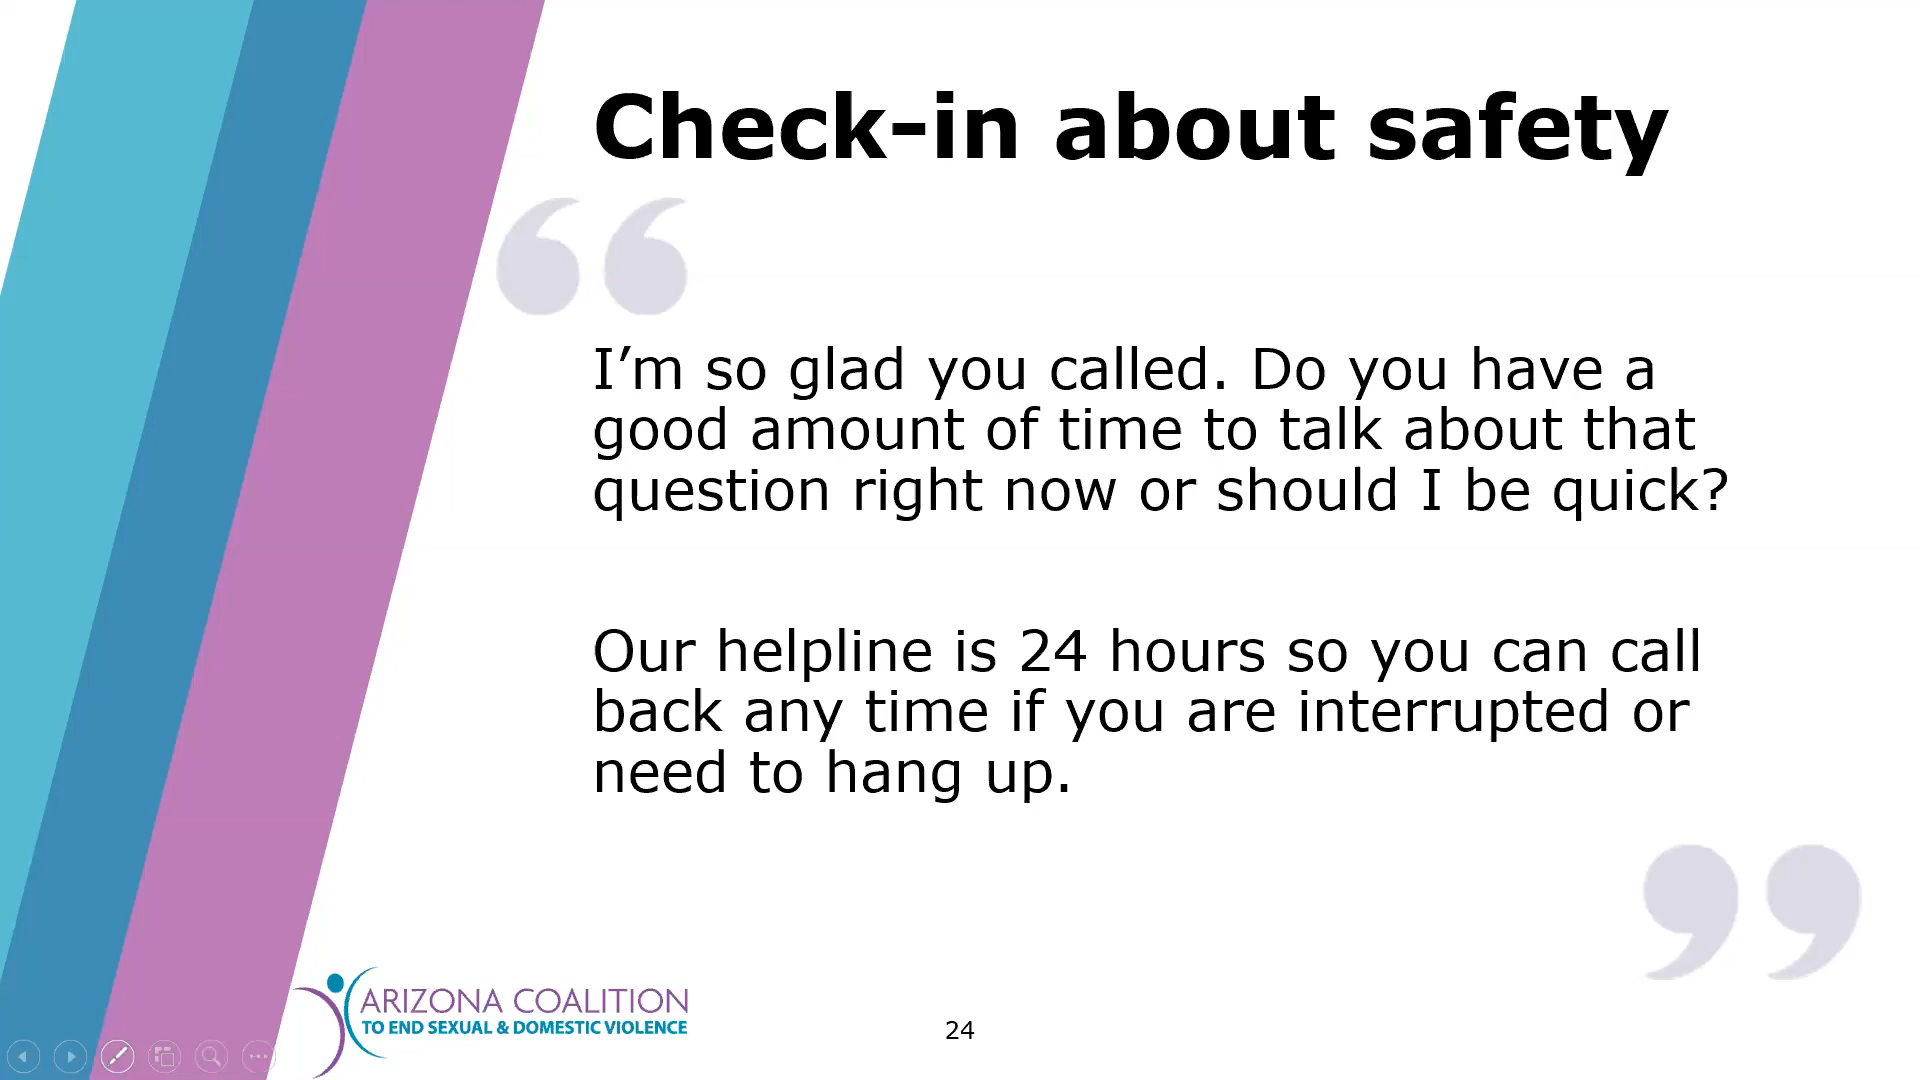 Check-in about safety
“
I’m so glad you called. Do you have a
good amount of time to talk about that
question right now or should I be quick?
Our helpline is 24 hours so you can call
back any time if you are interrupted or
need to hang up.
”
ARIZONA COALITION
TO END SEXUAL & DOMESTIC VIOLENCE
24